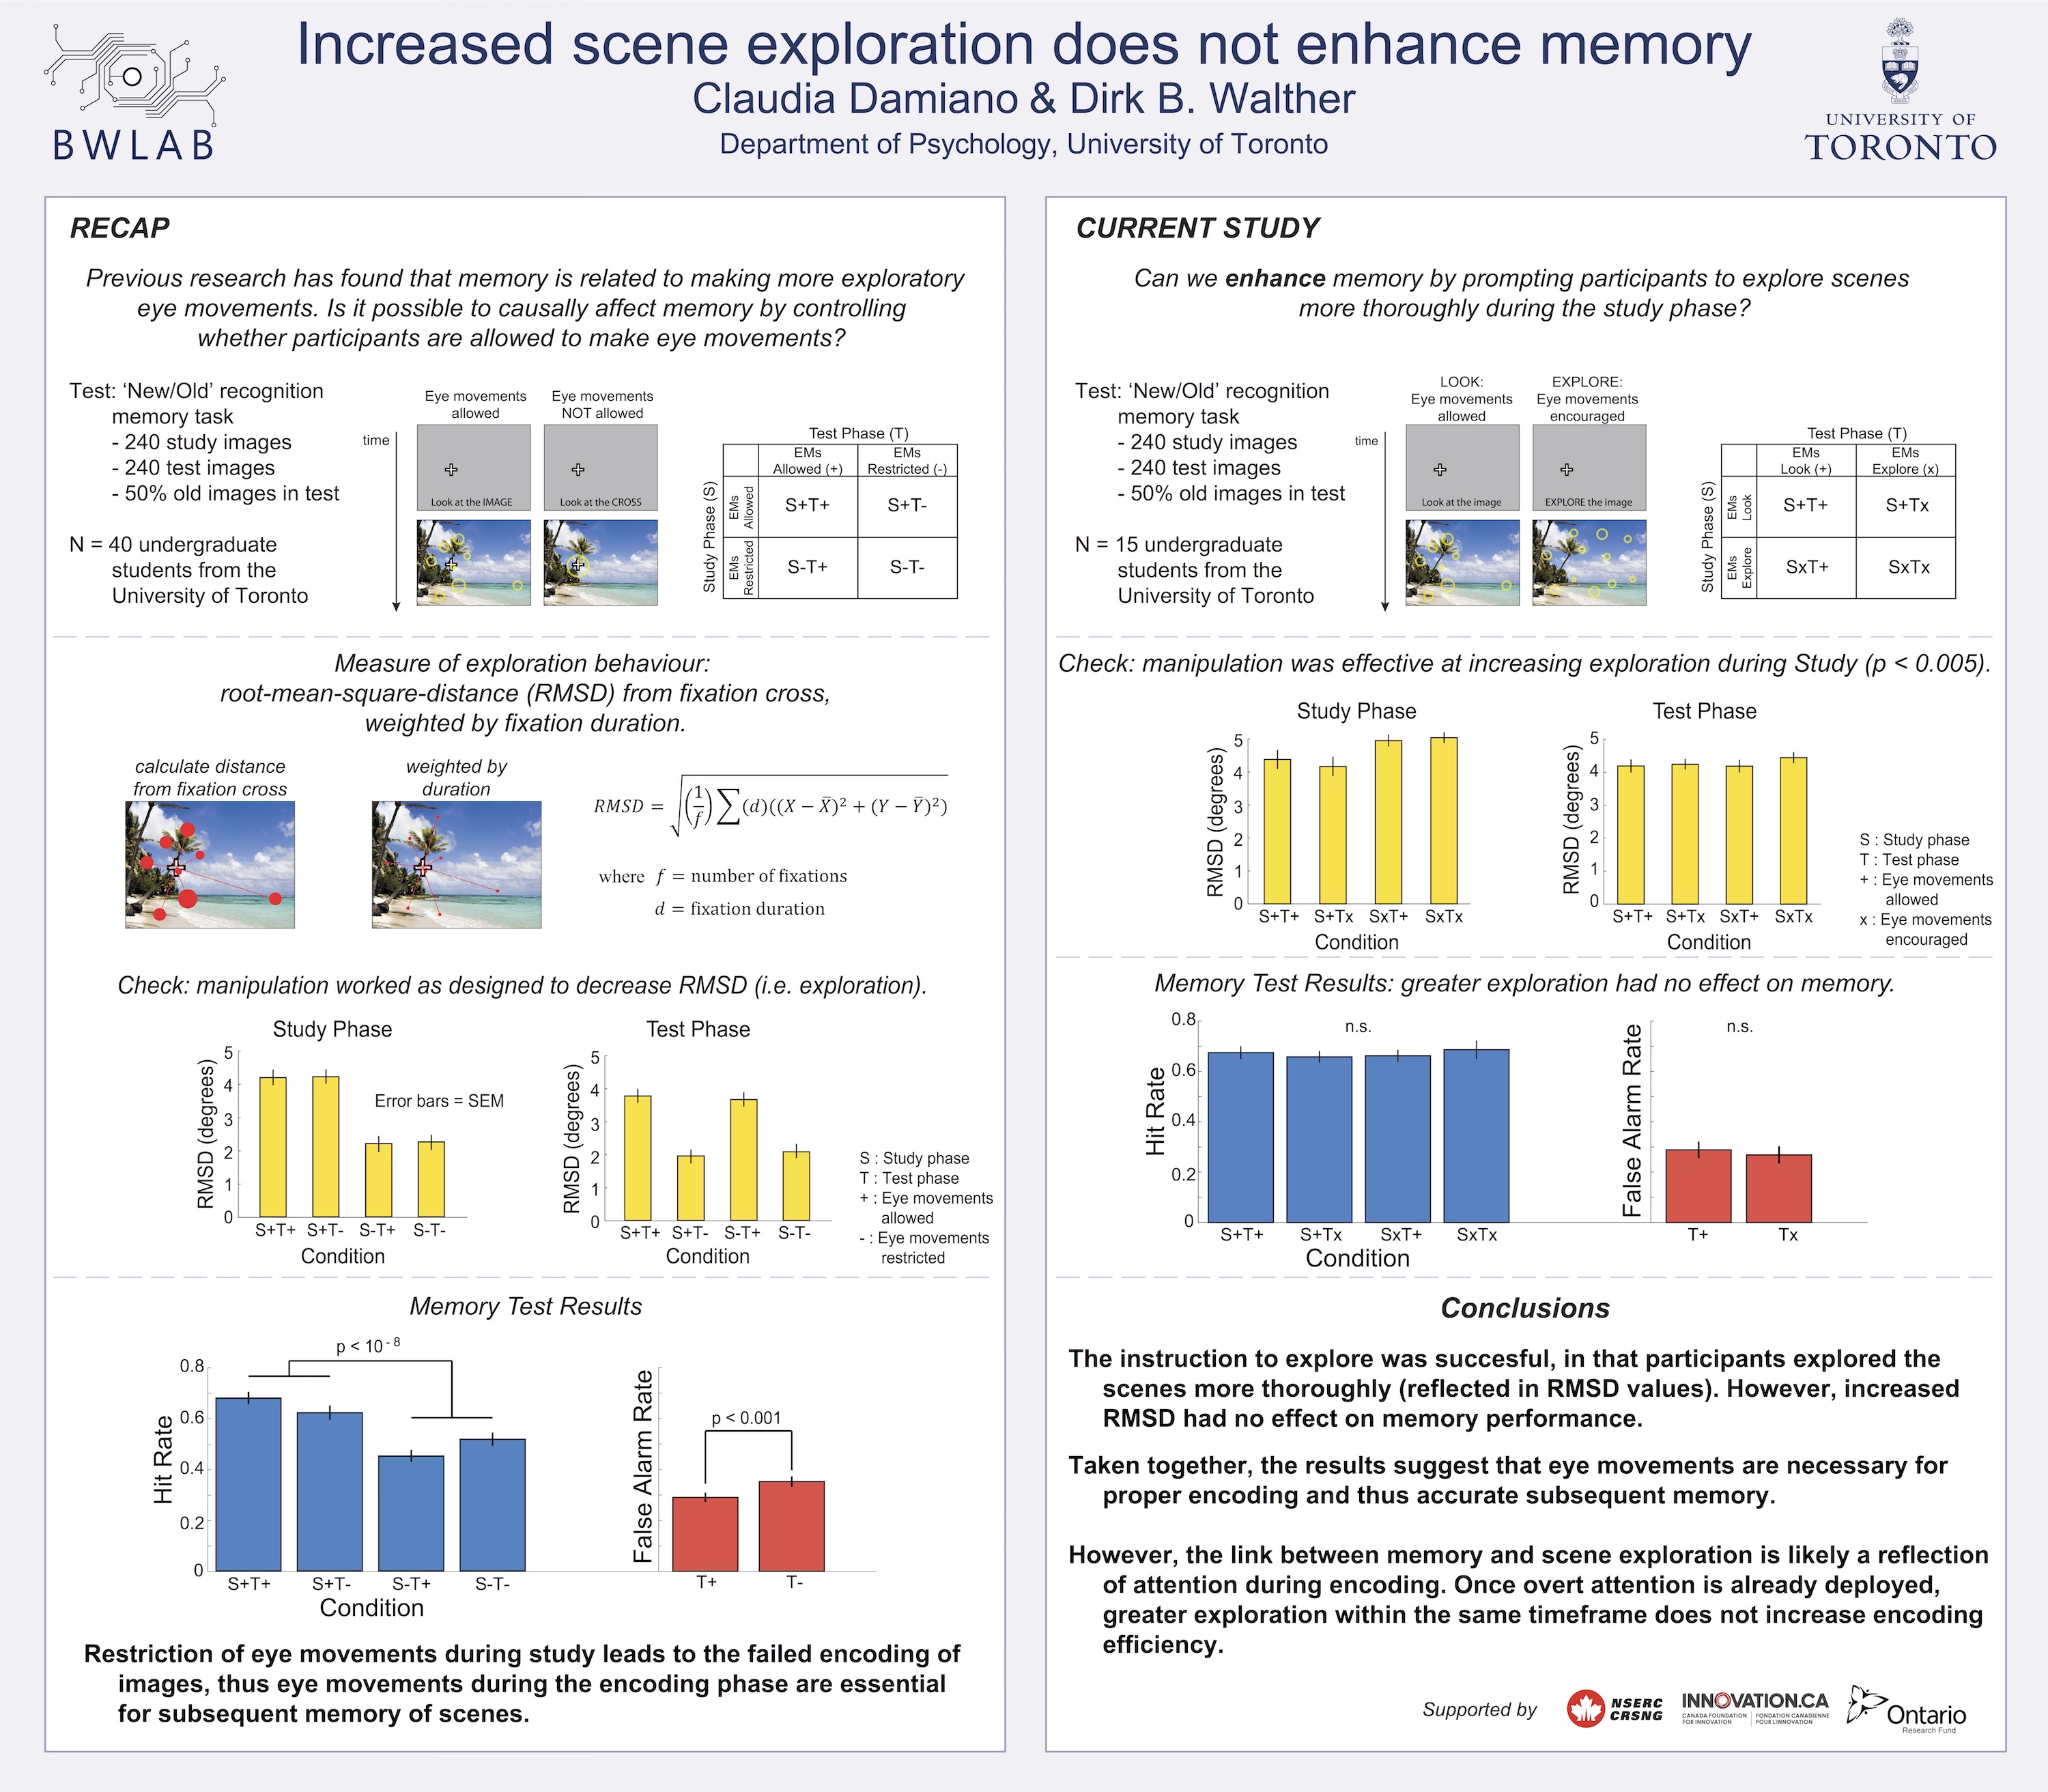 Increased scene exploration does not enhance memory
Claudia Damiano & Dirk B. Walther
Department of Psychology, University of Toronto
BWLAB
UNIVERSITY OF
TORONTO
RECAP
Previous research has found that memory is related to making more exploratory
eye movements. Is it possible to causally affect memory by controlling
whether participants are allowed to make eye movements?
Test: ‘New/Old’ recognition
memory task
- 240 study images
- 240 test images
- 50% old images in test
N = 40 undergraduate
students from the
University of Toronto
time
Eye movements
allowed
Eye movements
NOT allowed
Look at the IMAGE
Look at the CROSS
Test Phase (T)
EMs
Allowed (+)
EMs
Restricted (-)
Study Phase (S)
EMs
Allowed
S+T+
S+T-
EMs
Restricted
S-T+
S-T-
Measure of exploration behaviour:
root-mean-square-distance (RMSD) from fixation cross,
weighted by fixation duration.
calculate distance
from fixation cross
weighted by
duration
RMSD = √(1/f) ∑(d)((X − X̄)² + (Y − Ȳ)²)
where f = number of fixations
d = fixation duration
Check: manipulation worked as designed to decrease RMSD (i.e. exploration).
Study Phase
RMSD (degrees)
5
4
3
2
1
0
Error bars = SEM
S+T+ S+T- S-T+ S-T-
Condition
Test Phase
RMSD (degrees)
5
4
3
2
1
0
S+T+ S+T- S-T+ S-T-
Condition
S : Study phase
T : Test phase
+ : Eye movements
allowed
- : Eye movements
restricted
Memory Test Results
p < 10⁻⁸
Hit Rate
0.8
0.6
0.4
0.2
0
S+T+ S+T- S-T+ S-T-
Condition
False Alarm Rate
p < 0.001
T+ T-
Restriction of eye movements during study leads to the failed encoding of
images, thus eye movements during the encoding phase are essential
for subsequent memory of scenes.
CURRENT STUDY
Can we enhance memory by prompting participants to explore scenes
more thoroughly during the study phase?
Test: ‘New/Old’ recognition
memory task
- 240 study images
- 240 test images
- 50% old images in test
N = 15 undergraduate
students from the
University of Toronto
time
LOOK:
Eye movements
allowed
EXPLORE:
Eye movements
encouraged
Look at the image
EXPLORE the image
Test Phase (T)
EMs
Look (+)
EMs
Explore (x)
Study Phase (S)
EMs
Look
S+T+
S+Tx
EMs
Explore
SxT+
SxTx
Check: manipulation was effective at increasing exploration during Study (p < 0.005).
Study Phase
RMSD (degrees)
5
4
3
2
1
0
S+T+ S+Tx SxT+ SxTx
Condition
Test Phase
RMSD (degrees)
5
4
3
2
1
0
S+T+ S+Tx SxT+ SxTx
Condition
S : Study phase
T : Test phase
+ : Eye movements
allowed
x : Eye movements
encouraged
Memory Test Results: greater exploration had no effect on memory.
Hit Rate
0.8
0.6
0.4
0.2
0
n.s.
S+T+ S+Tx SxT+ SxTx
Condition
False Alarm Rate
n.s.
T+ Tx
Conclusions
The instruction to explore was succesful, in that participants explored the
scenes more thoroughly (reflected in RMSD values). However, increased
RMSD had no effect on memory performance.
Taken together, the results suggest that eye movements are necessary for
proper encoding and thus accurate subsequent memory.
However, the link between memory and scene exploration is likely a reflection
of attention during encoding. Once overt attention is already deployed,
greater exploration within the same timeframe does not increase encoding
efficiency.
Supported by
NSERC
CRSNG
INNOVATION.CA
CANADA FOUNDATION
FOR INNOVATION
FONDATION CANADIENNE
POUR L'INNOVATION
Ontario
Research Fund